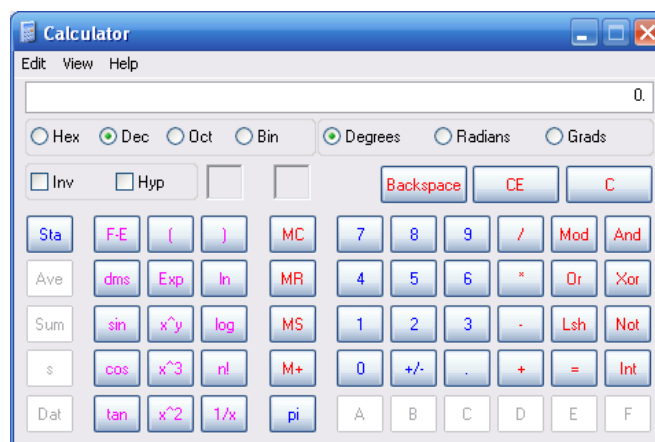 Calculator
Edit View Help
0.
Hex Dec Oct Bin Degrees Radians Grads
Inv Hyp Backspace CE C
Sta F-E ( ) MC 7 8 9 / Mod And
Ave dms Exp ln MR 4 5 6 * Or Xor
Sum sin x^y log MS 1 2 3 - Lsh Not
s cos x^3 n! M+ 0 +/- . + = Int
Dat tan x^2 1/x pi A B C D E F